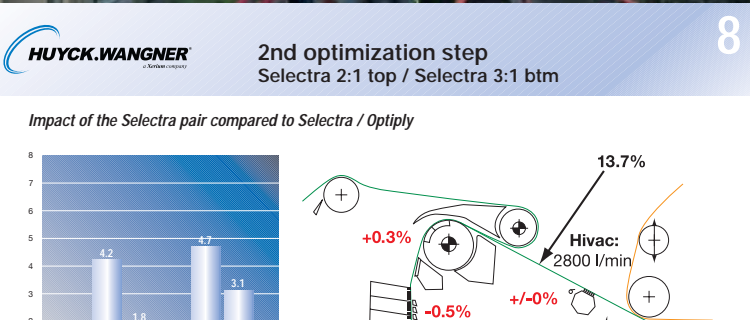 HUYCK.WANGNER®
a Xerium company
2nd optimization step
Selectra 2:1 top / Selectra 3:1 btm
8
Impact of the Selectra pair compared to Selectra / Optiply
8
7
6
5
4
3
2
4.2
1.8
4.7
3.1
13.7%
+0.3%
Hivac:
2800 l/min
+/-0%
-0.5%